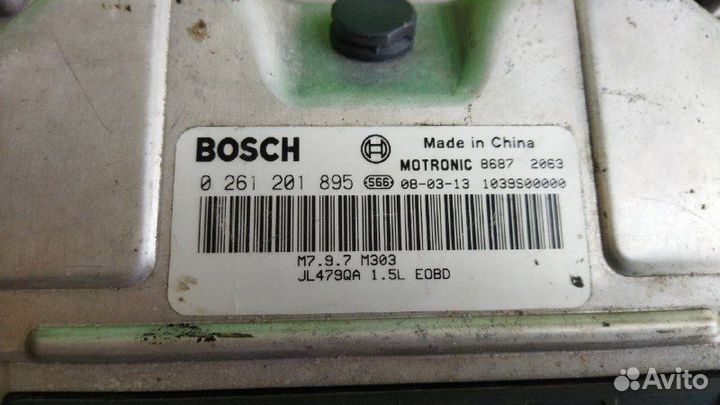 BOSCH Made in China
MOTRONIC 8687 2063
0 261 201 895 S66 08-03-13 1039S00000
M7.9.7 M303
JL479QA 1.5L EOBD
Avito